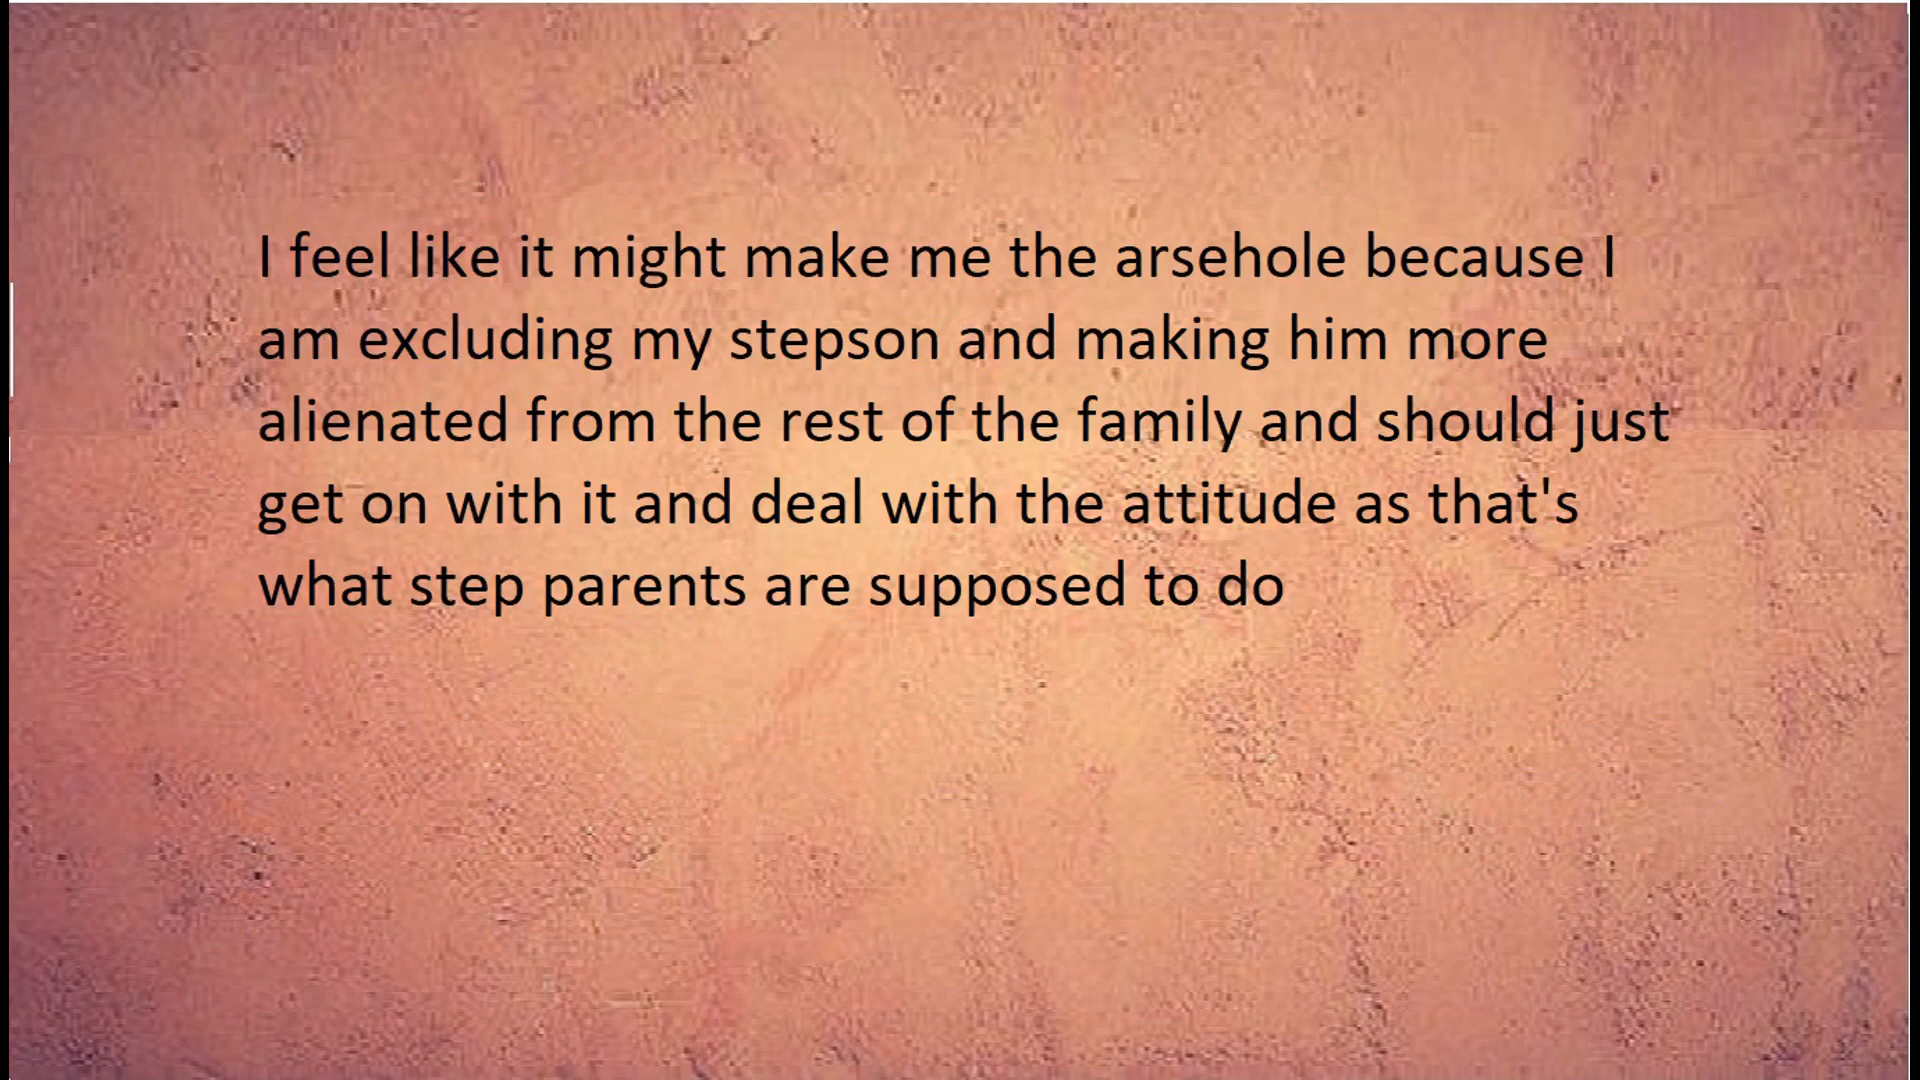 I feel like it might make me the arsehole because I
am excluding my stepson and making him more
alienated from the rest of the family and should just
get on with it and deal with the attitude as that's
what step parents are supposed to do